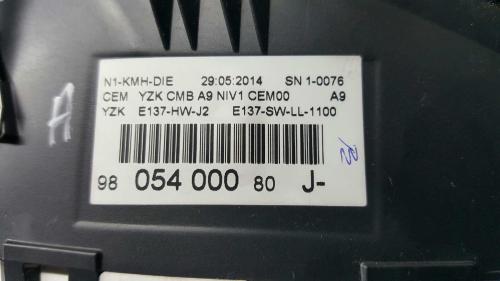 N1-KMH-DIE 29:05:2014 SN 1-0076
CEM YZK CMB A9 NIV1 CEM00 A9
YZK E137-HW-J2 E137-SW-LL-1100
98 054 000 80 J-
A